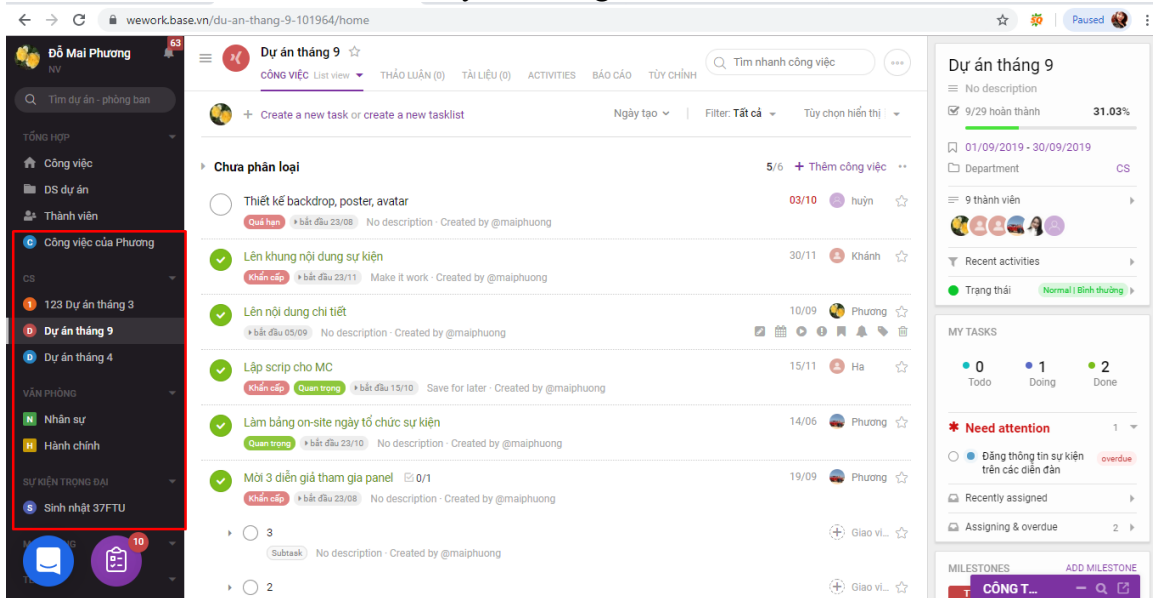 wework.base.vn/du-an-thang-9-101964/home
Paused
Đỗ Mai Phương
NV
63
Tìm dự án - phòng ban
TỔNG HỢP
Công việc
DS dự án
Thành viên
C Công việc của Phương
CS
1 123 Dự án tháng 3
D Dự án tháng 9
D Dự án tháng 4
VĂN PHÒNG
N Nhân sự
H Hành chính
SỰ KIỆN TRỌNG ĐẠI
S Sinh nhật 37FTU
10
Dự án tháng 9
CÔNG VIỆC List view THẢO LUẬN (0) TÀI LIỆU (0) ACTIVITIES BÁO CÁO TÙY CHỈNH
Tìm nhanh công việc
+ Create a new task or create a new tasklist
Ngày tạo Filter: Tất cả Tùy chọn hiển thị
Chưa phân loại 5/6 + Thêm công việc
Thiết kế backdrop, poster, avatar 03/10 huỳn
Quá hạn bắt đầu 23/08 No description · Created by @maiphuong
Lên khung nội dung sự kiện 30/11 Khánh
Khẩn cấp bắt đầu 23/11 Make it work · Created by @maiphuong
Lên nội dung chi tiết 10/09 Phương
bắt đầu 05/09 No description · Created by @maiphuong
Lập scrip cho MC 15/11 Ha
Khẩn cấp Quan trọng bắt đầu 15/10 Save for later · Created by @maiphuong
Làm bảng on-site ngày tổ chức sự kiện 14/06 Phương
Quan trọng bắt đầu 23/10 No description · Created by @maiphuong
Mời 3 diễn giả tham gia panel 0/1 19/09 Phương
Khẩn cấp bắt đầu 23/08 No description · Created by @maiphuong
3 Giao vi...
Subtask No description · Created by @maiphuong
2 Giao vi...
Dự án tháng 9
No description
9/29 hoàn thành 31.03%
01/09/2019 - 30/09/2019
Department CS
9 thành viên
Recent activities
Trạng thái Normal | Bình thường
MY TASKS
0 1 2
Todo Doing Done
Need attention 1
Đăng thông tin sự kiện overdue
trên các diễn đàn
Recently assigned
Assigning & overdue 2
MILESTONES ADD MILESTONE
CÔNG T...